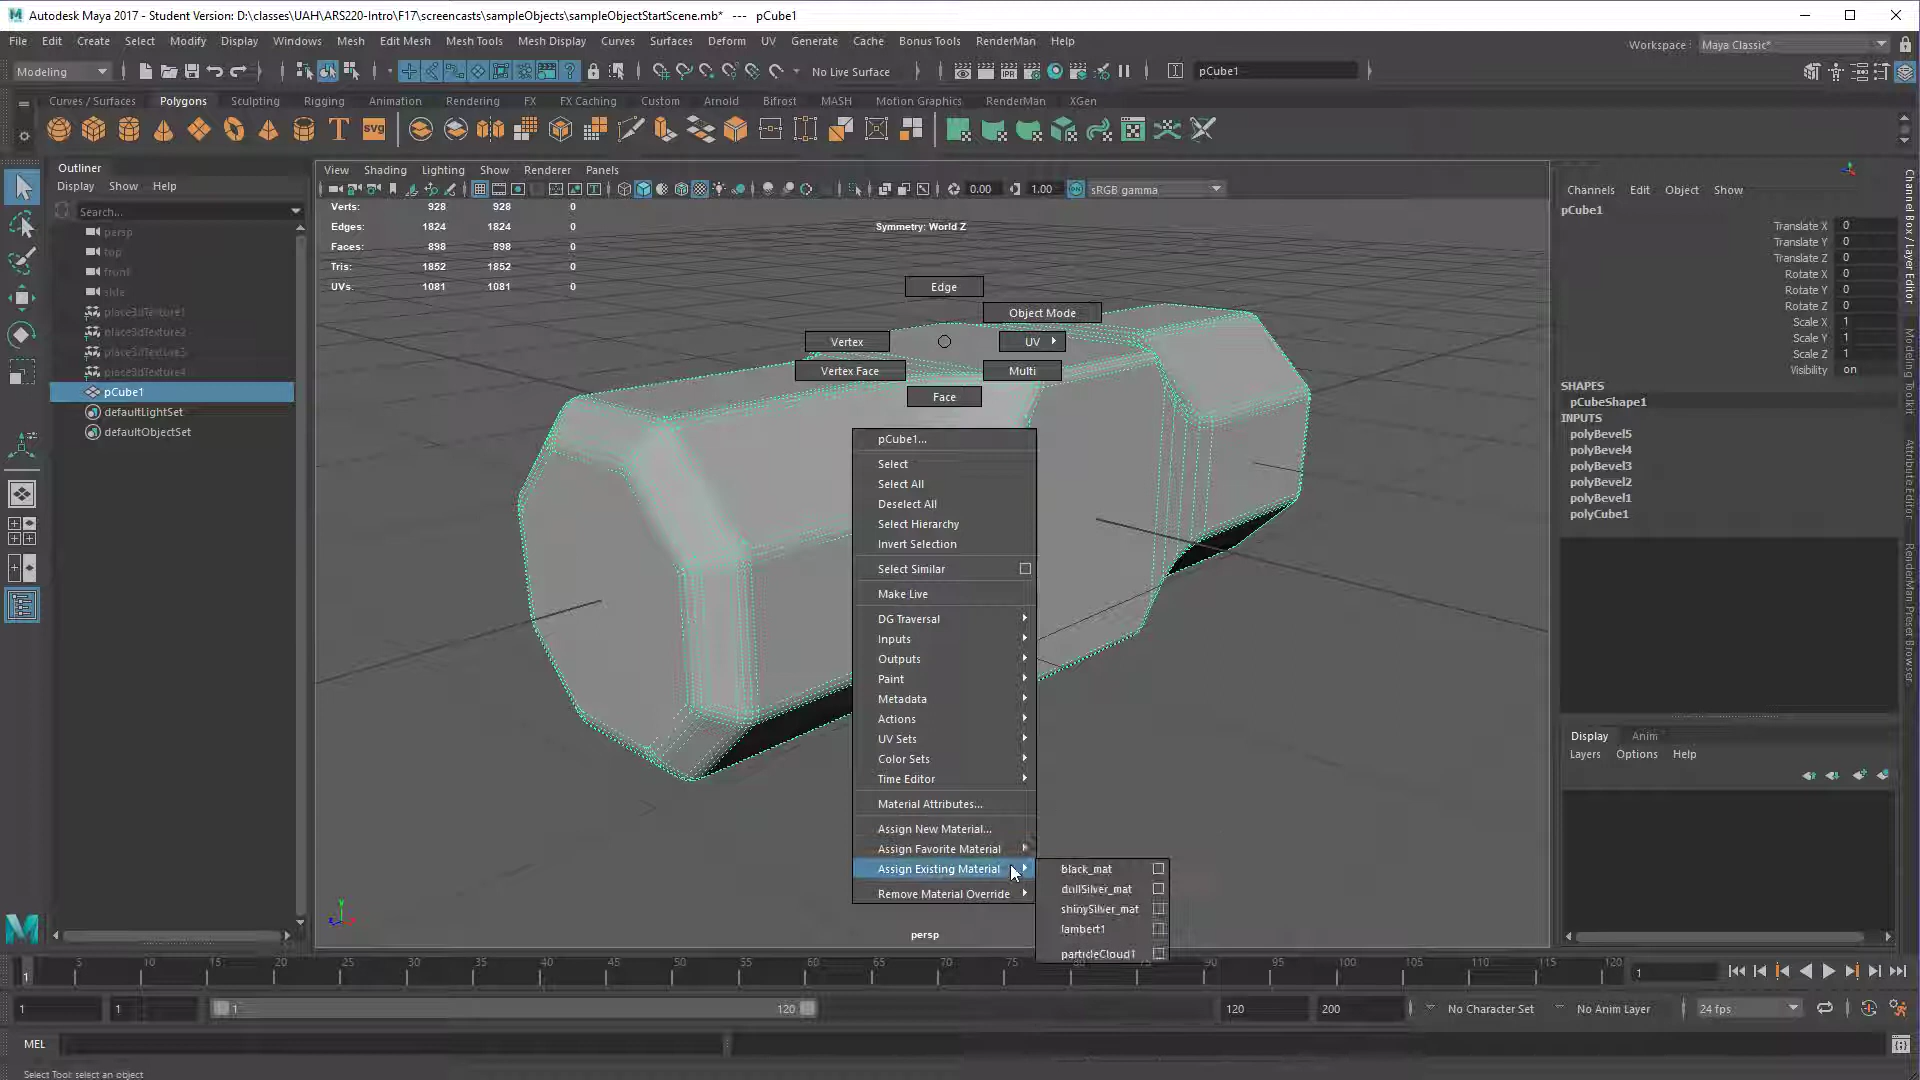 Autodesk Maya 2017 - Student Version: D:\classes\UAH\ARS220-Intro\F17\screencasts\sampleObjects\sampleObjectStartScene.mb* --- pCube1
File Edit Create Select Modify Display Windows Mesh Edit Mesh Mesh Tools Mesh Display Curves Surfaces Deform UV Generate Cache Bonus Tools RenderMan Help
Workspace : Maya Classic*
Modeling
No Live Surface
pCube1
Curves / Surfaces Polygons Sculpting Rigging Animation Rendering FX FX Caching Custom Arnold Bifrost MASH Motion Graphics RenderMan XGen
Outliner
Display Show Help
Search...
persp
top
front
side
place3dTexture1
place3dTexture2
place3dTexture3
place3dTexture4
pCube1
defaultLightSet
defaultObjectSet
View Shading Lighting Show Renderer Panels
0.00 1.00 sRGB gamma
Verts: 928 928 0
Edges: 1824 1824 0
Faces: 898 898 0
Tris: 1852 1852 0
UVs: 1081 1081 0
Symmetry: World Z
Edge
Object Mode
Vertex
UV
Vertex Face
Multi
Face
pCube1...
Select
Select All
Deselect All
Select Hierarchy
Invert Selection
Select Similar
Make Live
DG Traversal
Inputs
Outputs
Paint
Metadata
Actions
UV Sets
Color Sets
Time Editor
Material Attributes...
Assign New Material...
Assign Favorite Material
Assign Existing Material
Remove Material Override
black_mat
dullSilver_mat
shinySilver_mat
lambert1
particleCloud1
persp
Channels Edit Object Show
pCube1
Translate X 0
Translate Y 0
Translate Z 0
Rotate X 0
Rotate Y 0
Rotate Z 0
Scale X 1
Scale Y 1
Scale Z 1
Visibility on
SHAPES
pCubeShape1
INPUTS
polyBevel5
polyBevel4
polyBevel3
polyBevel2
polyBevel1
polyCube1
Display Anim
Layers Options Help
Channel Box / Layer Editor
Modeling Toolkit
Attribute Editor
RenderMan Preset Browser
1 5 10 15 20 25 30 35 40 45 50 55 60 65 70 75 90 95 100 105 110 115 120
1
1 1 1 120 120 200 No Character Set No Anim Layer 24 fps
MEL
Select Tool: select an object